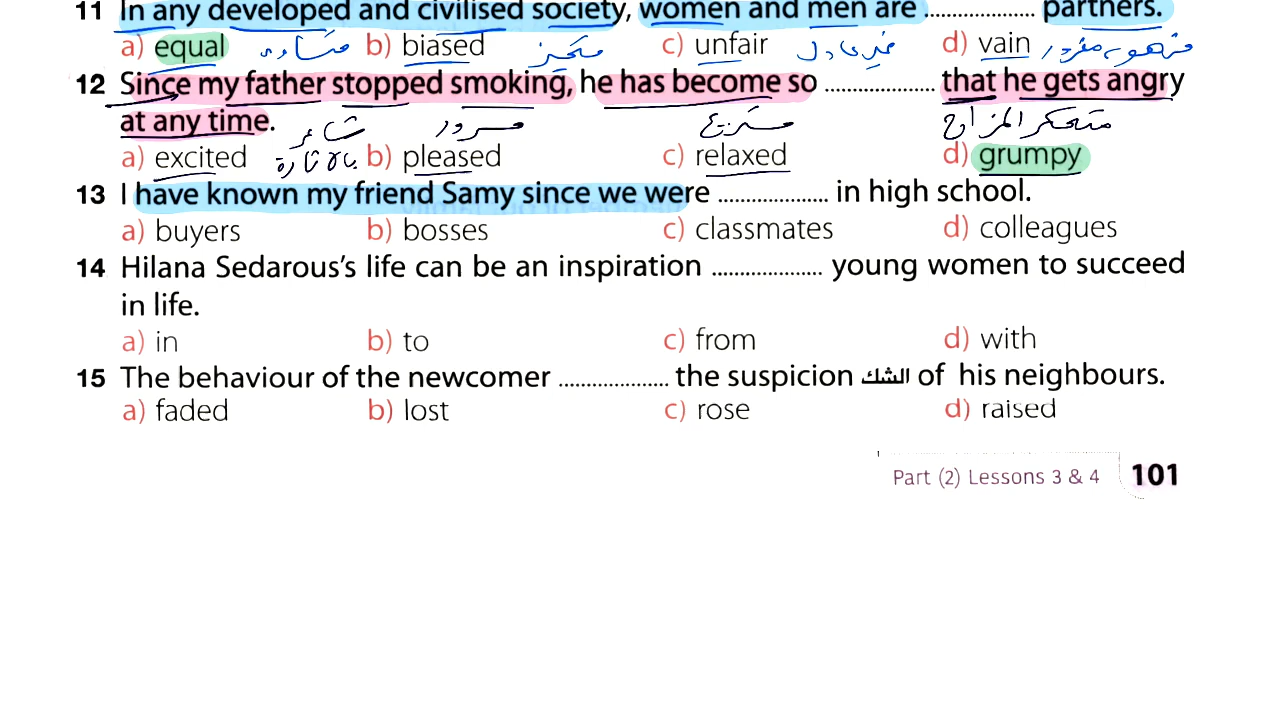 11 In any developed and civilised society, women and men are .................... partners.
a) equal متساوى b) biased متحيز c) unfair غير عادل d) vain
12 Since my father stopped smoking, he has become so .................... that he gets angry
at any time.
شاعر مسرور مستريح متعكر المزاج
a) excited بالاثارة b) pleased c) relaxed d) grumpy
13 I have known my friend Samy since we were .................... in high school.
a) buyers b) bosses c) classmates d) colleagues
14 Hilana Sedarous's life can be an inspiration .................... young women to succeed
in life.
a) in b) to c) from d) with
15 The behaviour of the newcomer .................... the suspicion الشك of his neighbours.
a) faded b) lost c) rose d) raised
Part (2) Lessons 3 & 4 101